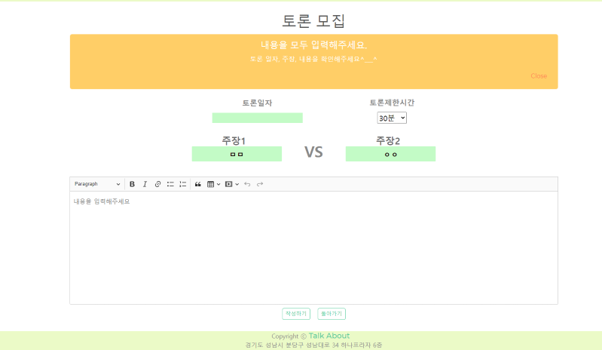 토론 모집
내용을 모두 입력해주세요.
토론 일자, 주장, 내용을 확인해주세요^__^
Close
토론일자 토론제한시간
30분
주장1 주장2
ㅁㅁ VS ㅇㅇ
Paragraph
내용을 입력해주세요
작성하기 돌아가기
Copyright ⓒ Talk About
경기도 성남시 분당구 성남대로 34 하나프라자 6층